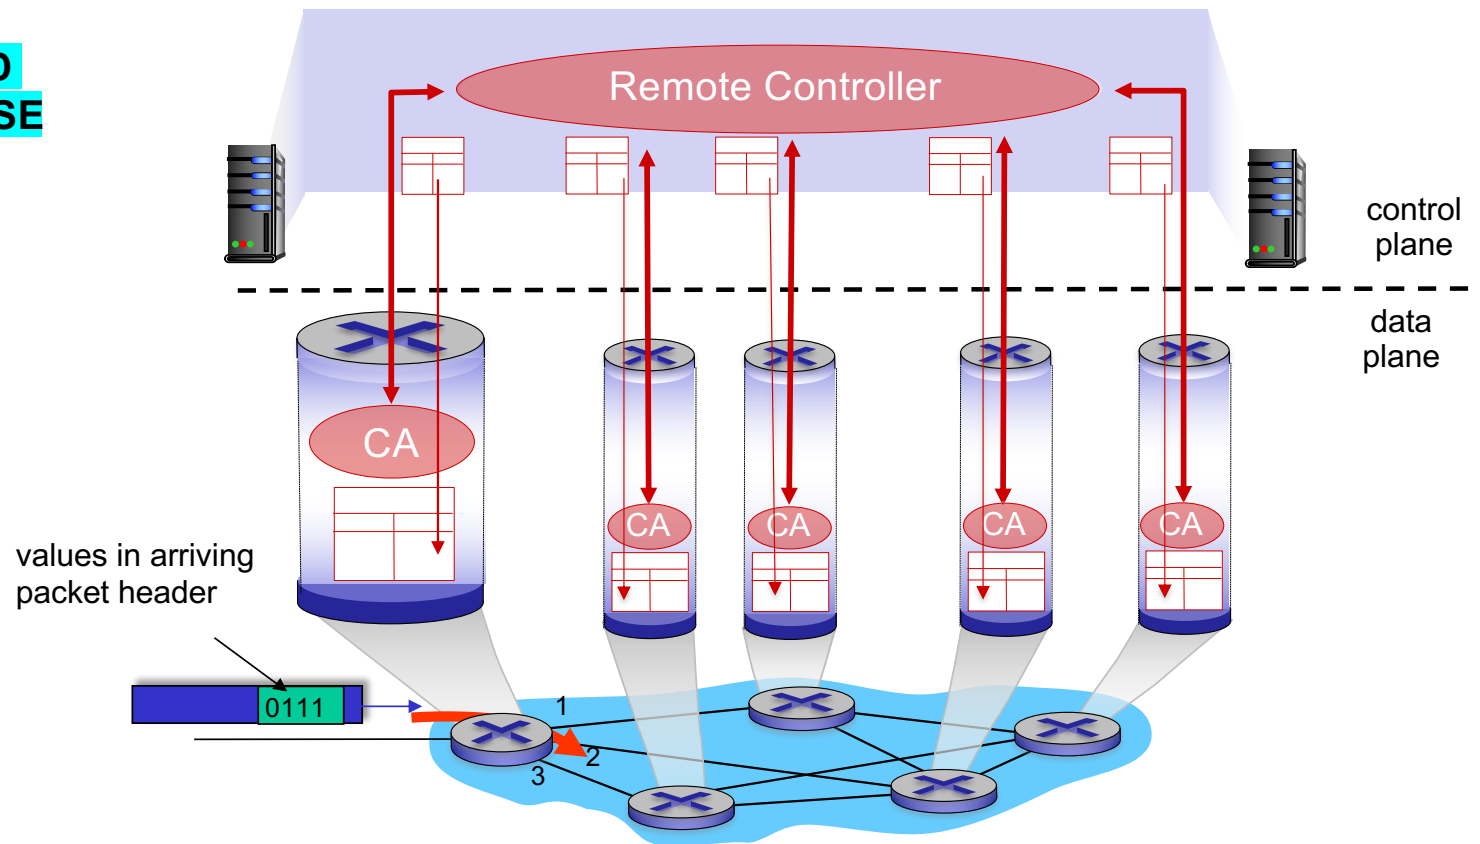 SE
Remote Controller
control
plane
data
plane
CA
CA
CA
CA
CA
values in arriving
packet header
0111
1
2
3